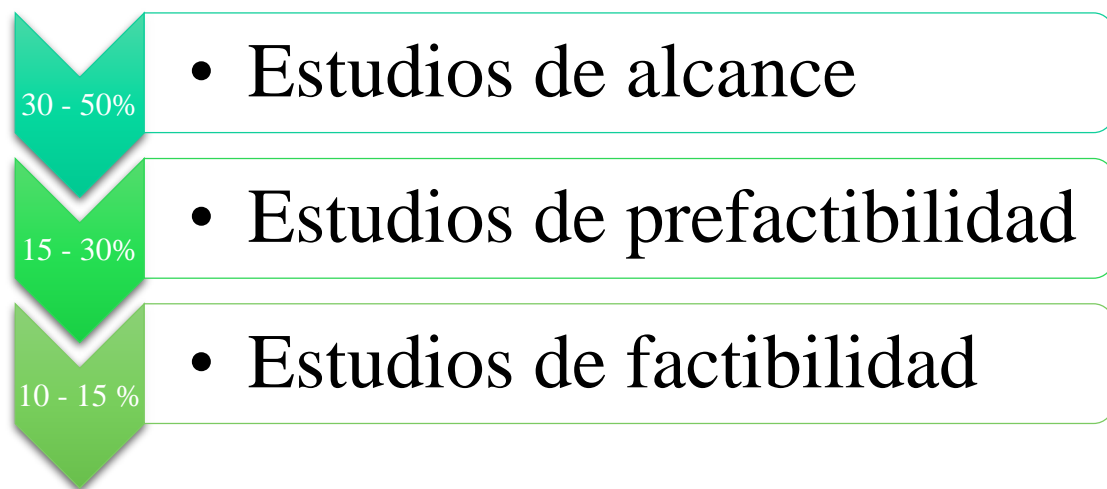 30 - 50%
• Estudios de alcance
15 - 30%
• Estudios de prefactibilidad
10 - 15 %
• Estudios de factibilidad